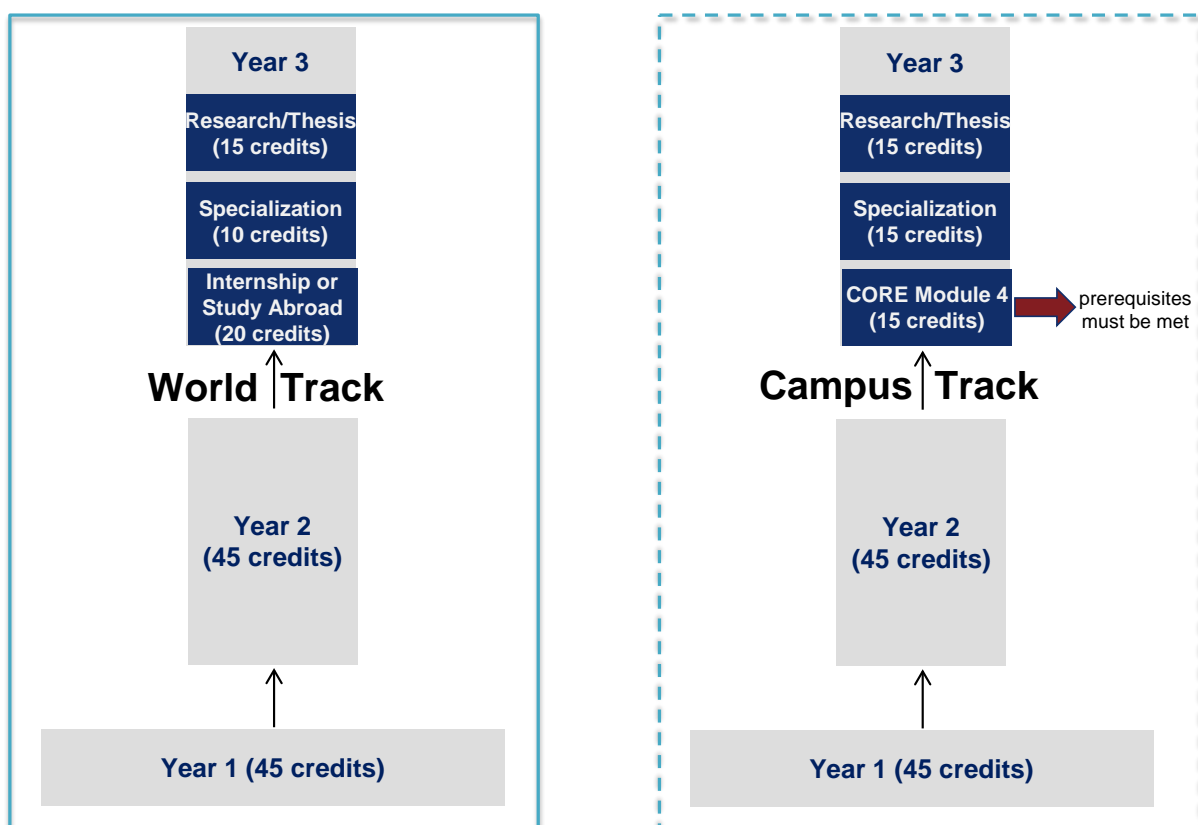 Year 3
Research/Thesis
(15 credits)
Specialization
(10 credits)
Internship or
Study Abroad
(20 credits)
World Track
Year 2
(45 credits)
Year 1 (45 credits)
Year 3
Research/Thesis
(15 credits)
Specialization
(15 credits)
CORE Module 4
(15 credits)
prerequisites
must be met
Campus Track
Year 2
(45 credits)
Year 1 (45 credits)